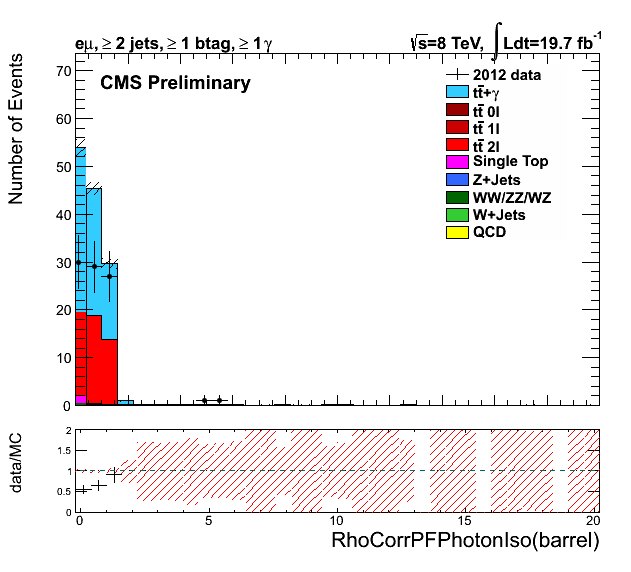 eμ, ≥ 2 jets, ≥ 1 btag, ≥ 1 γ
√s=8 TeV, ∫Ldt=19.7 fb⁻¹
CMS Preliminary
Number of Events
70
60
50
40
30
20
10
0
2012 data
tt̄+γ
tt̄ 0l
tt̄ 1l
tt̄ 2l
Single Top
Z+Jets
WW/ZZ/WZ
W+Jets
QCD
data/MC
2
1.5
1
0.5
0
0 5 10 15 20
RhoCorrPFPhotonIso(barrel)